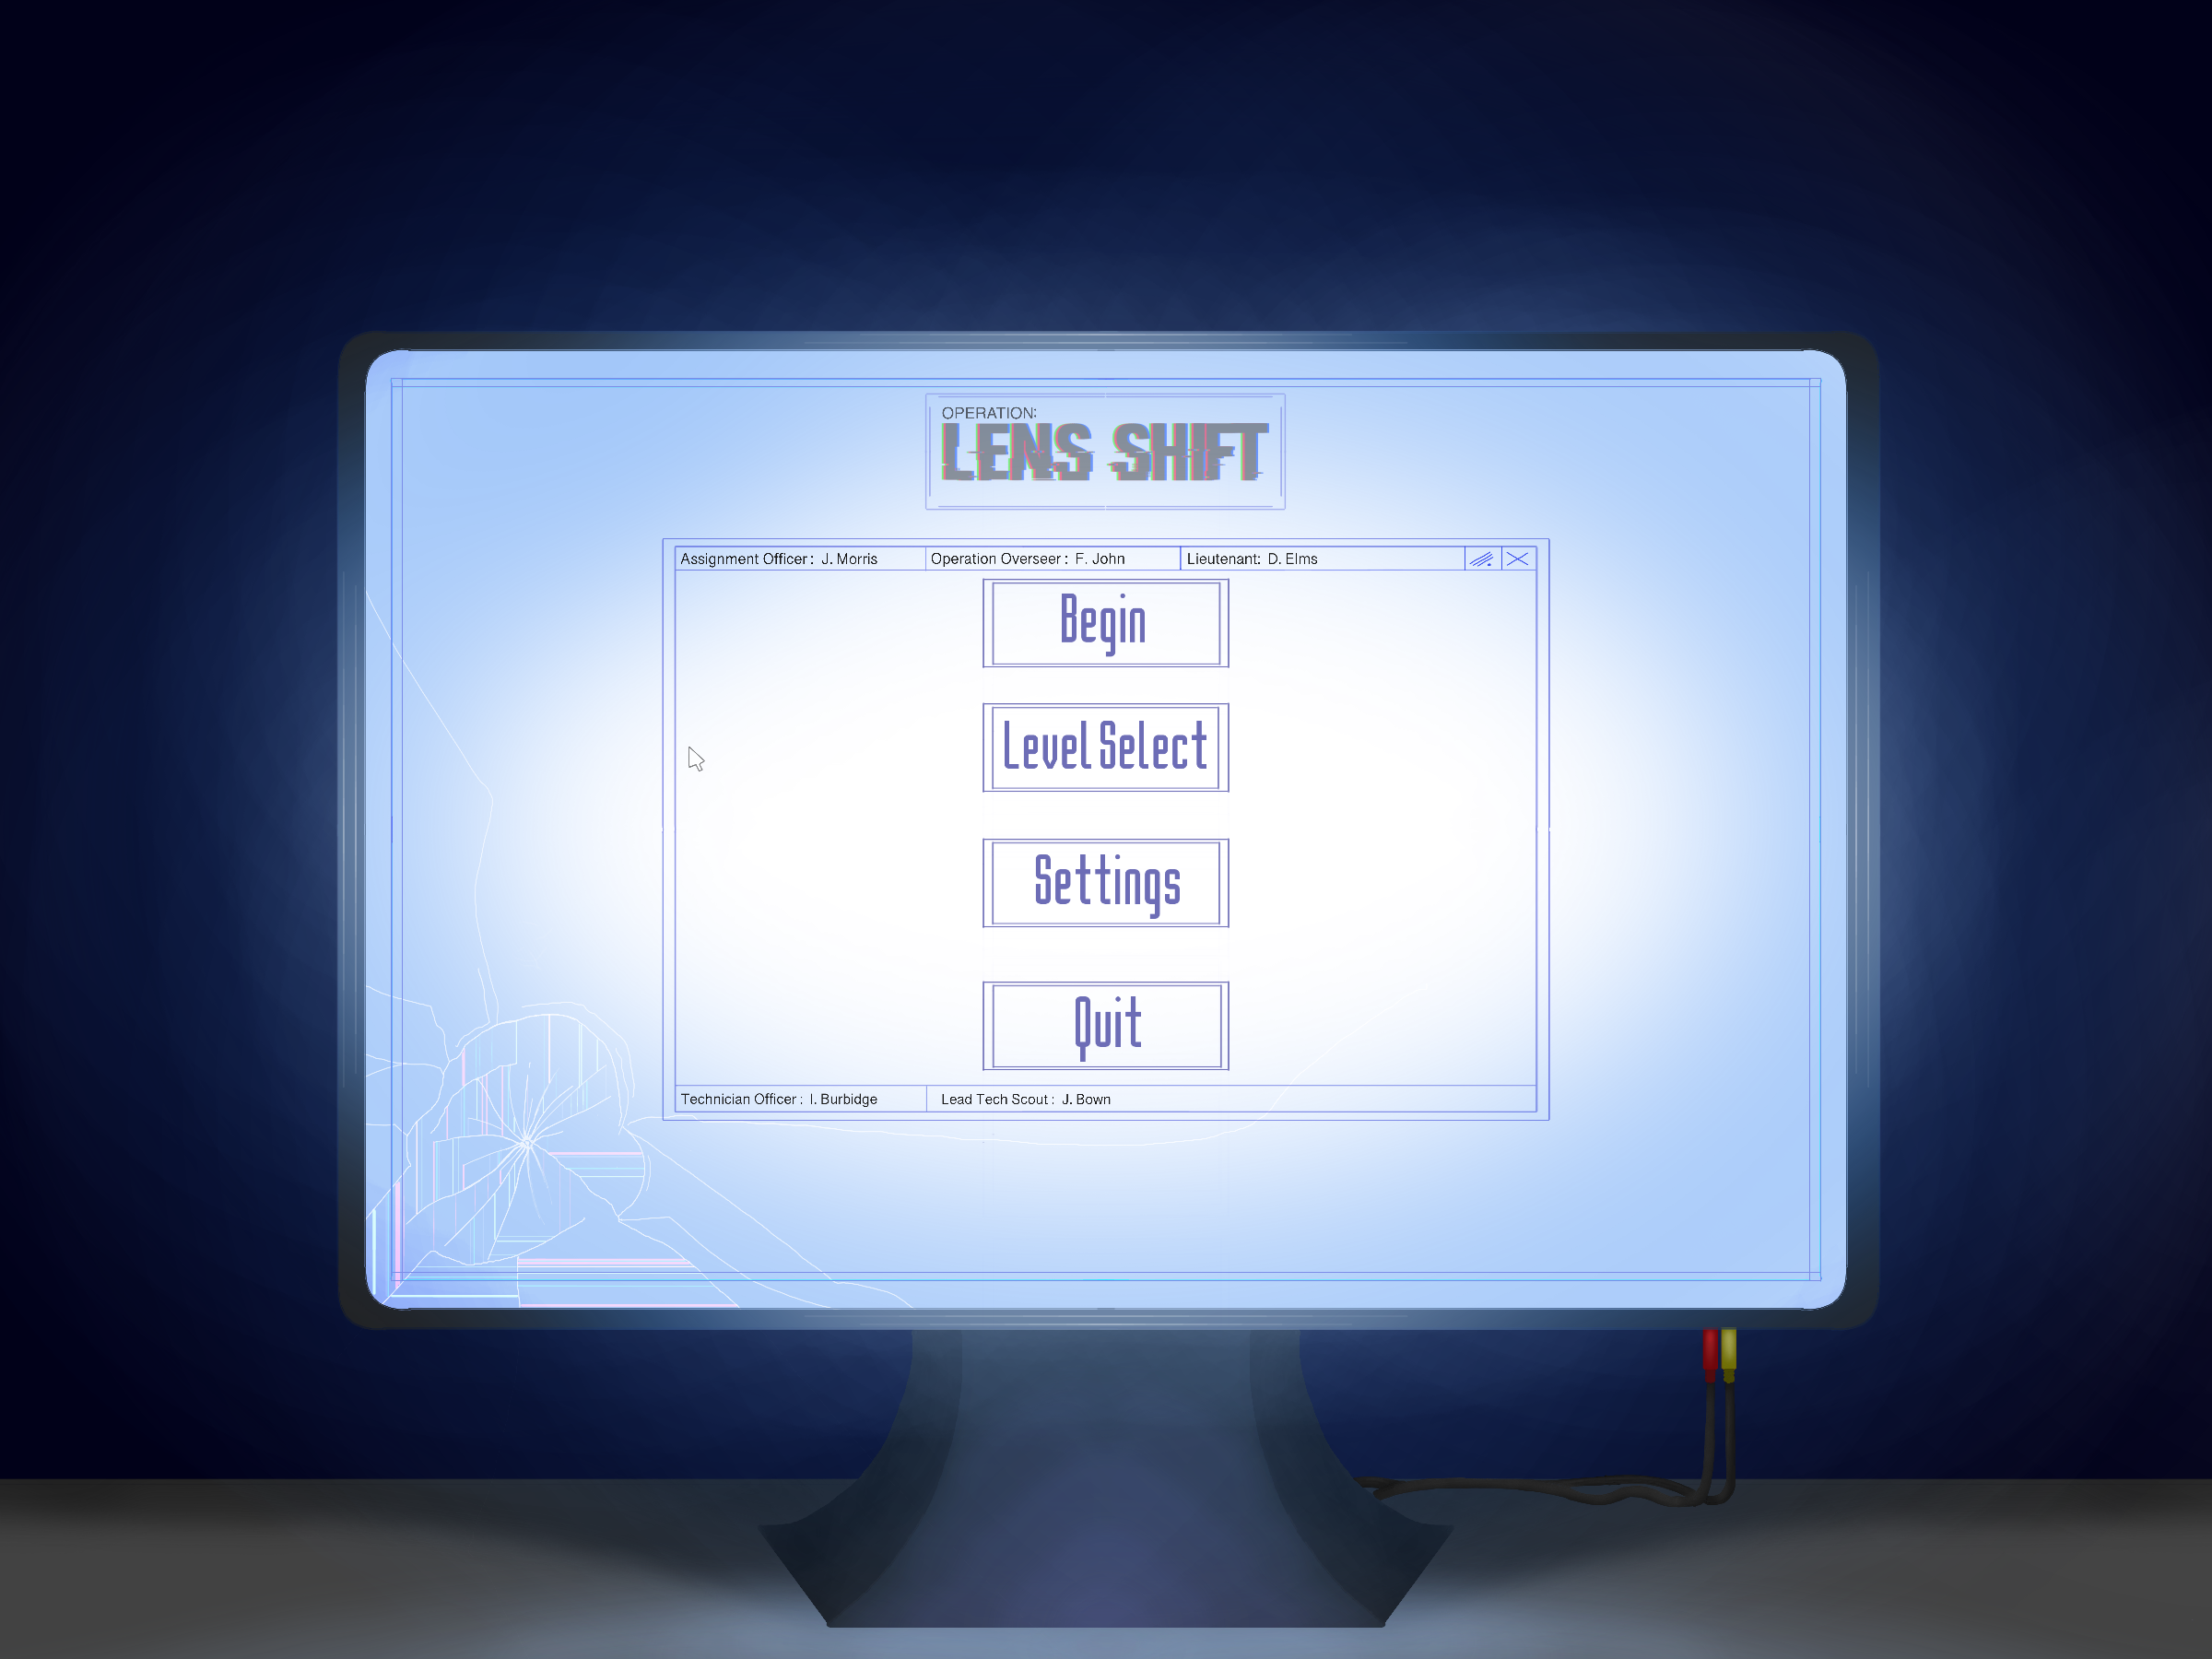 OPERATION:
LENS SHIFT
Assignment Officer: J. Morris
Operation Overseer: F. John
Lieutenant: D. Elms
Begin
Level Select
Settings
Quit
Technician Officer: I. Burbidge
Lead Tech Scout: J. Bown